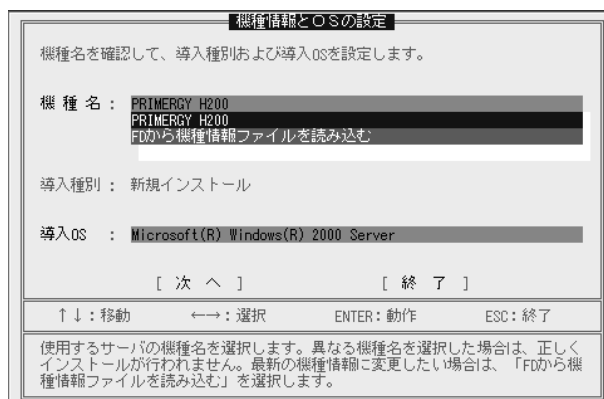 機種情報とＯＳの設定
機種名を確認して、導入種別および導入OSを設定します。
機 種 名 : PRIMERGY H200
PRIMERGY H200
FDから機種情報ファイルを読み込む
導入種別 : 新規インストール
導入OS : Microsoft(R) Windows(R) 2000 Server
[ 次 へ ] [ 終 了 ]
↑↓:移動 ←→:選択 ENTER:動作 ESC:終了
使用するサーバの機種名を選択します。異なる機種名を選択した場合は、正しく
インストールが行われません。最新の機種情報に変更したい場合は、「FDから機
種情報ファイルを読み込む」を選択します。